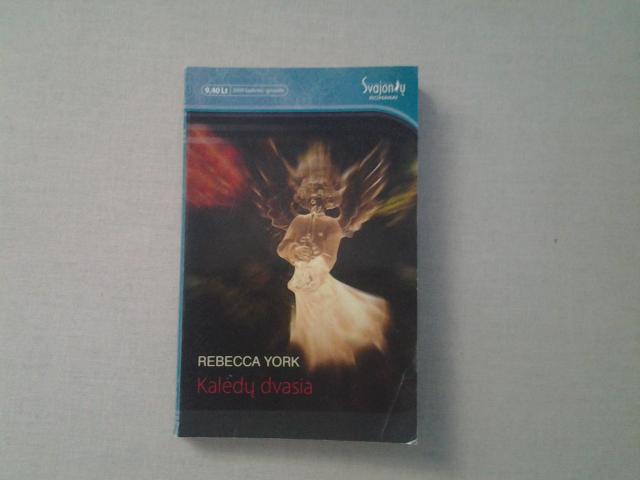 9,40 Lt
Svajonių
ROMANAI
REBECCA YORK
Kalėdų dvasia